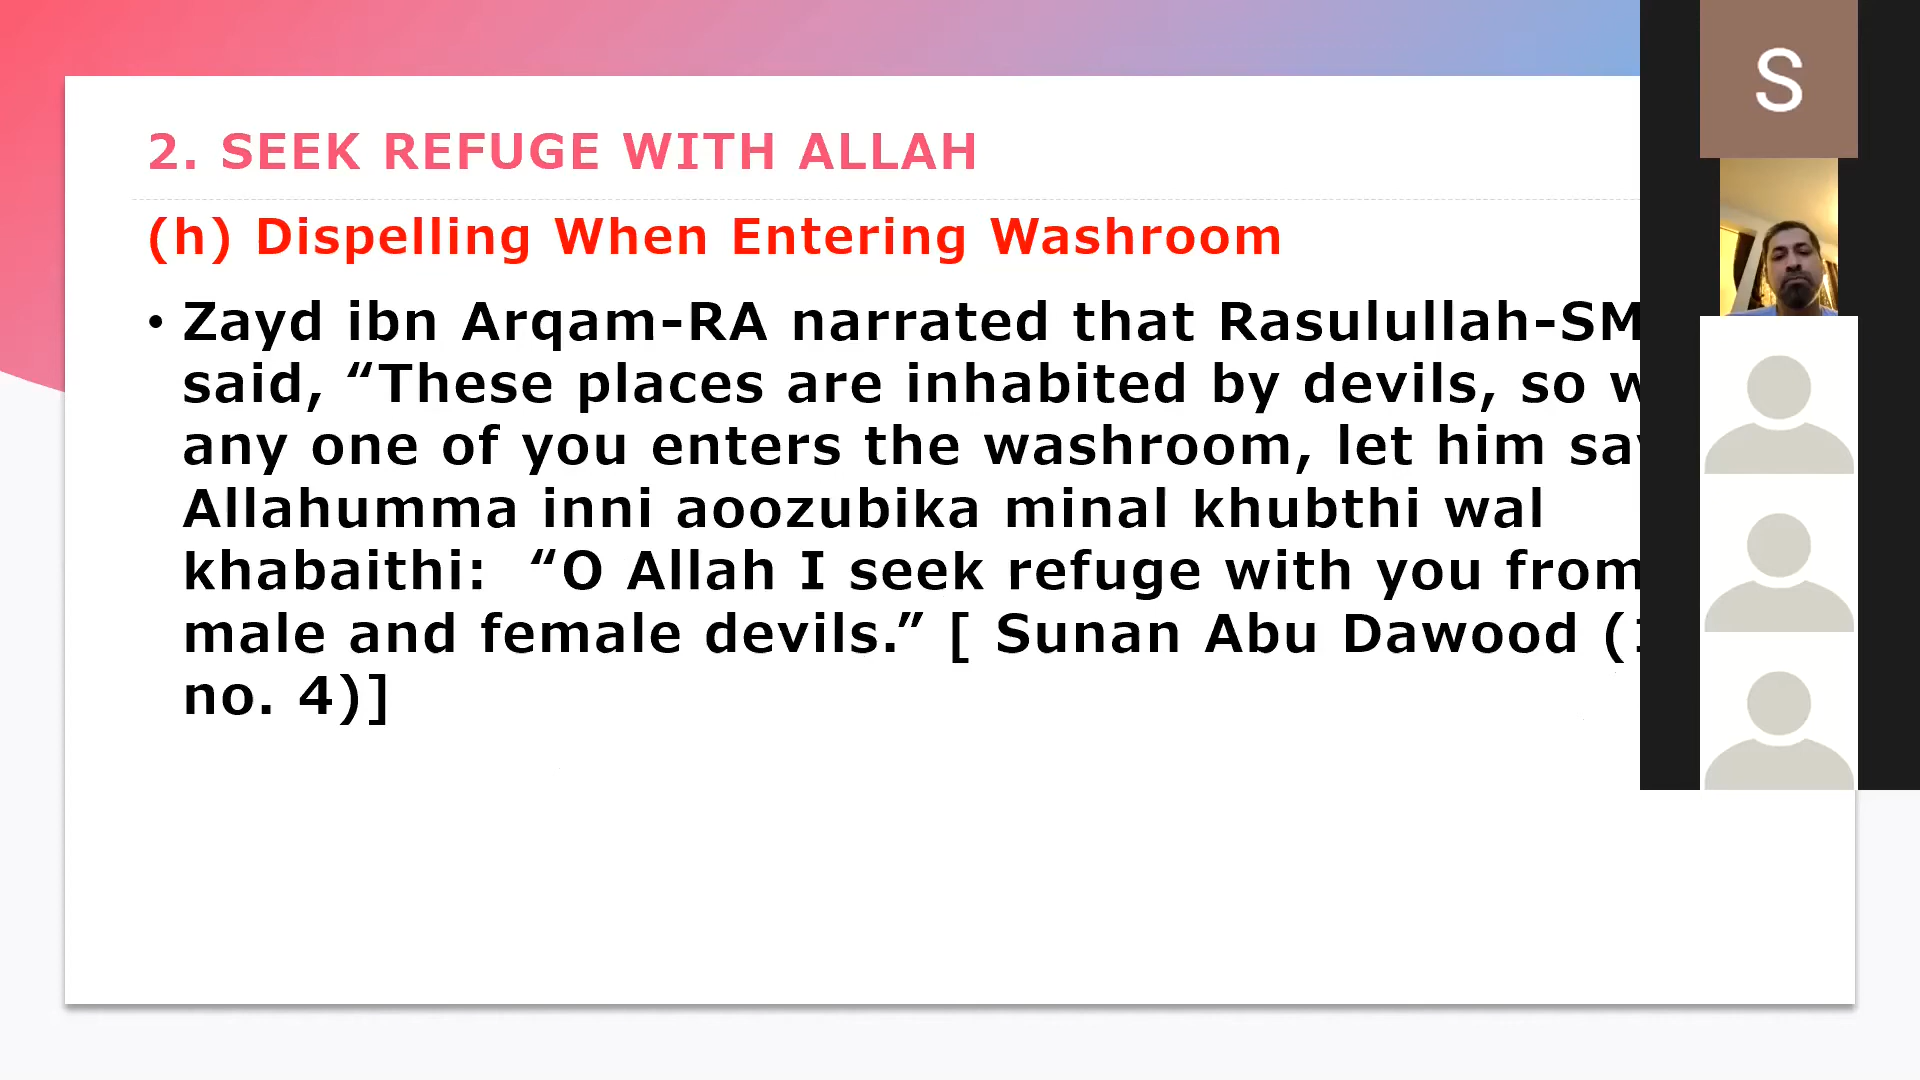 2. SEEK REFUGE WITH ALLAH
(h) Dispelling When Entering Washroom
• Zayd ibn Arqam-RA narrated that Rasulullah-SM
said, “These places are inhabited by devils, so
any one of you enters the washroom, let him
Allahumma inni aoozubika minal khubthi wal
khabaithi: “O Allah I seek refuge with you from
male and female devils.” [ Sunan Abu Dawood (
no. 4)]
S